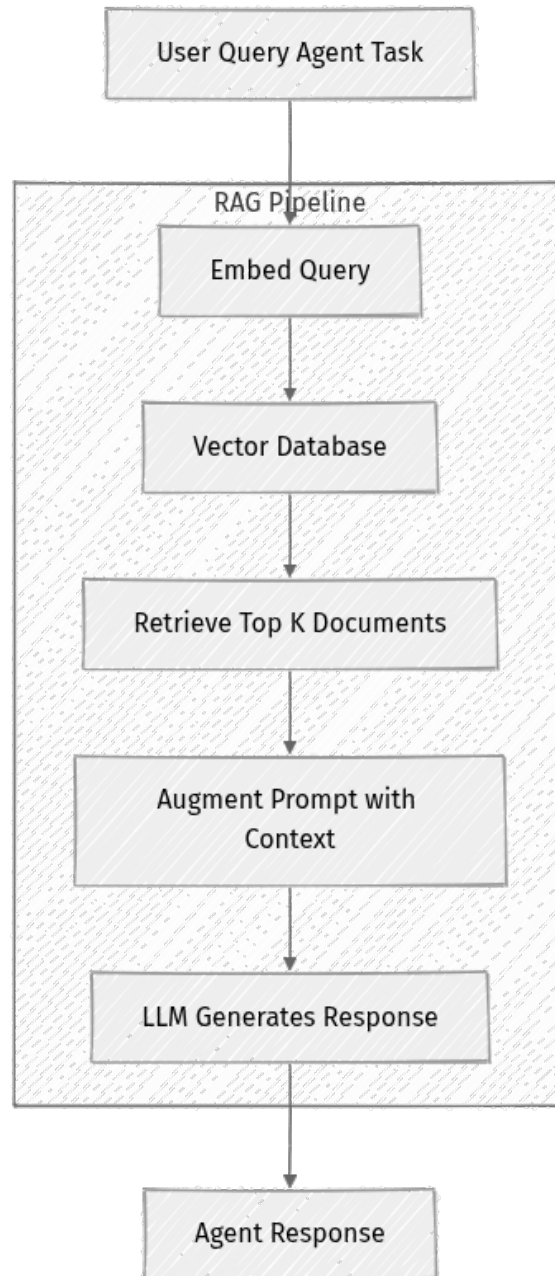 User Query Agent Task
RAG Pipeline
Embed Query
Vector Database
Retrieve Top K Documents
Augment Prompt with
Context
LLM Generates Response
Agent Response